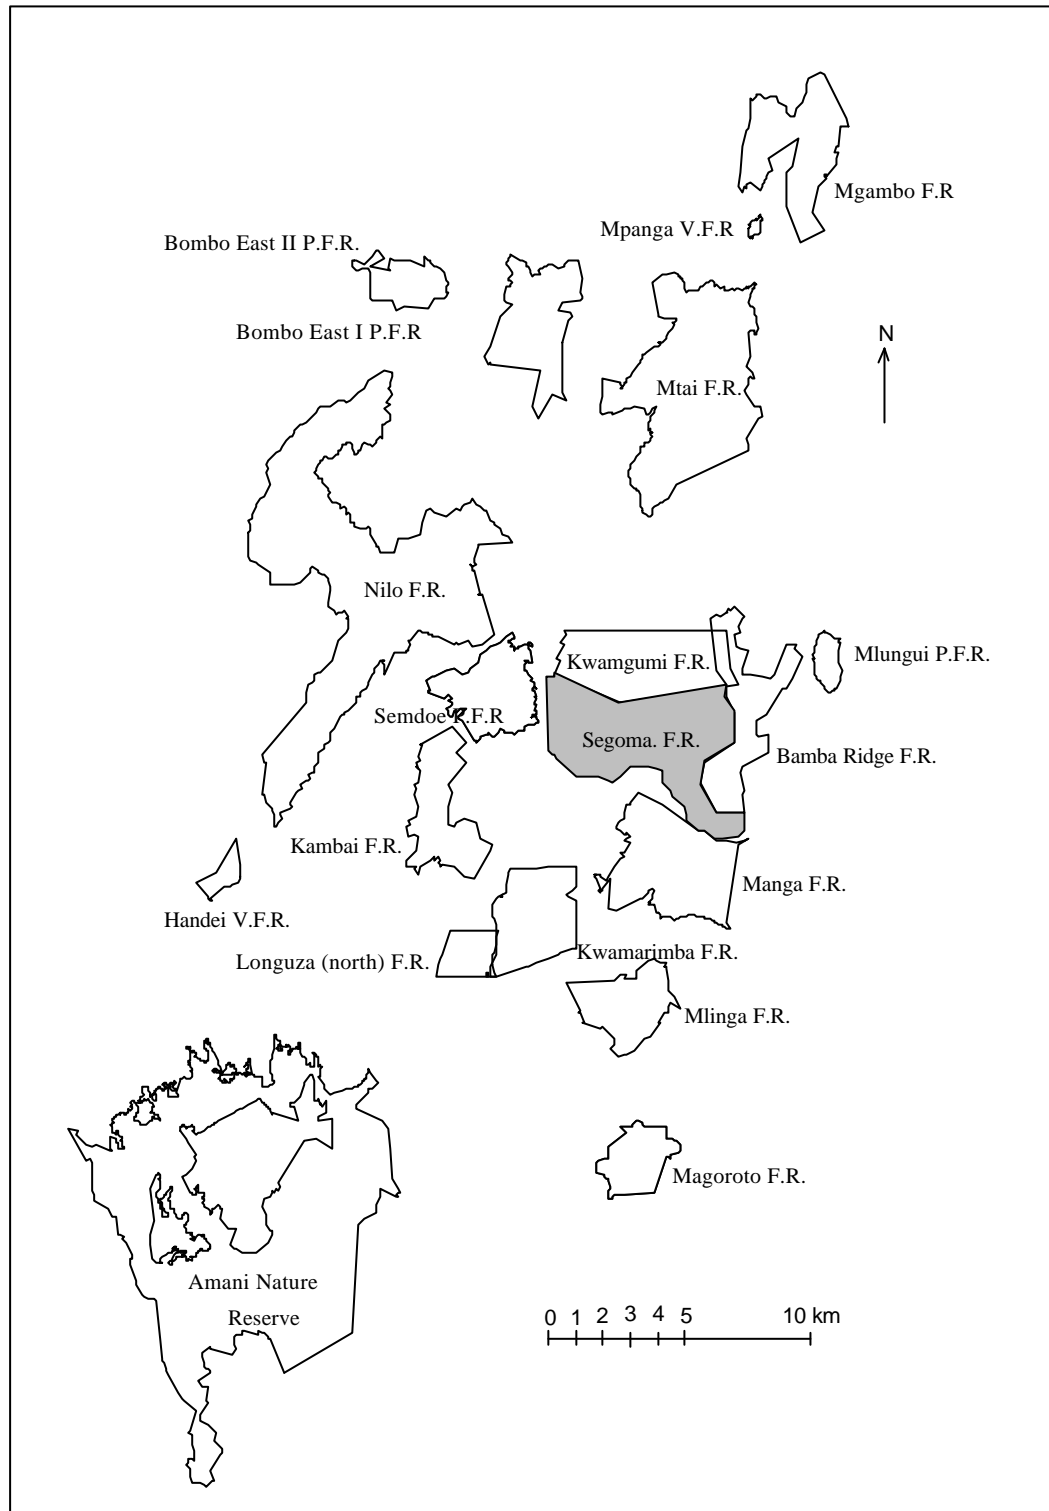 Mgambo F.R
Mpanga V.F.R
Bombo East II P.F.R.
Bombo East I P.F.R
N
Mtai F.R.
Nilo F.R.
Kwamgumi F.R.
Mlungui P.F.R.
Semdoe P.F.R
Segoma. F.R.
Bamba Ridge F.R.
Kambai F.R.
Manga F.R.
Handei V.F.R.
Kwamarimba F.R.
Longuza (north) F.R.
Mlinga F.R.
Magoroto F.R.
Amani Nature
Reserve
0 1 2 3 4 5 10 km